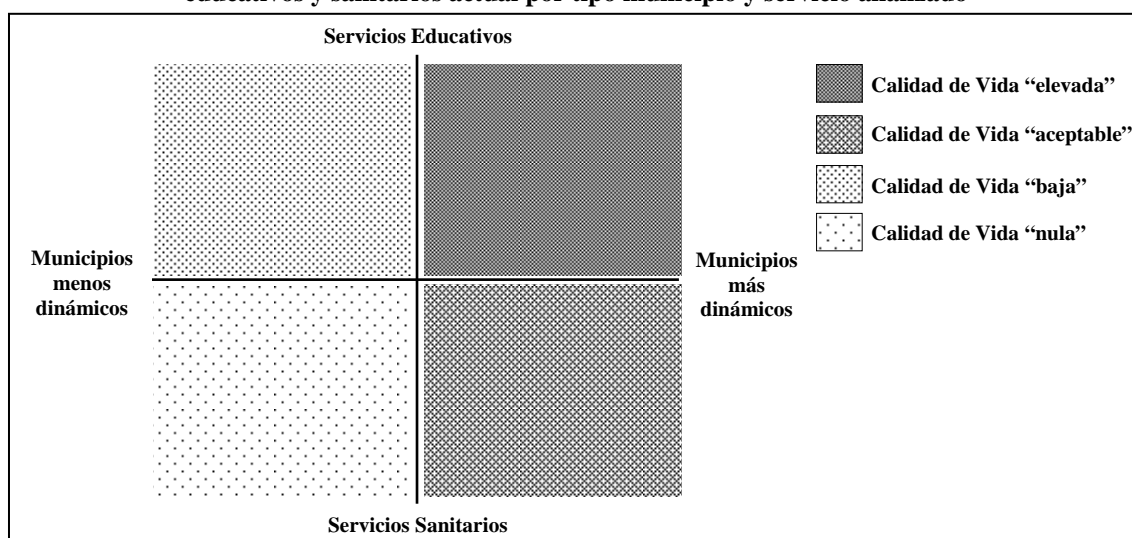 educativos y sanitarios actual por tipo municipio y servicio analizado
Servicios Educativos
Calidad de Vida “elevada”
Calidad de Vida “aceptable”
Calidad de Vida “baja”
Calidad de Vida “nula”
Municipios
menos
dinámicos
Municipios
más
dinámicos
Servicios Sanitarios